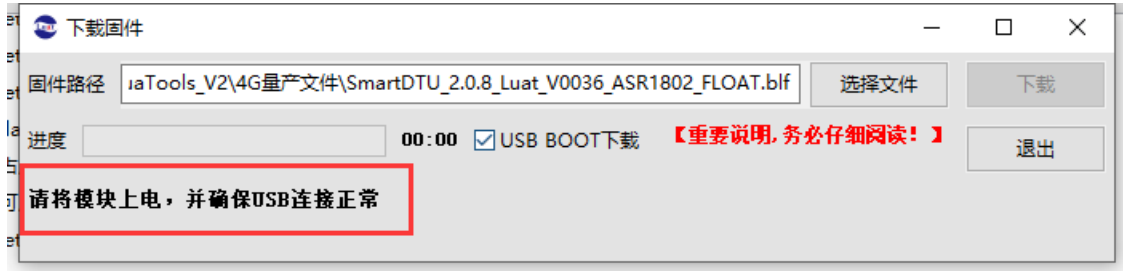 下载固件
固件路径 uaTools_V2\4G量产文件\SmartDTU_2.0.8_Luat_V0036_ASR1802_FLOAT.blf 选择文件 下载
进度 00:00 USB BOOT下载 【重要说明,务必仔细阅读!】 退出
请将模块上电，并确保USB连接正常